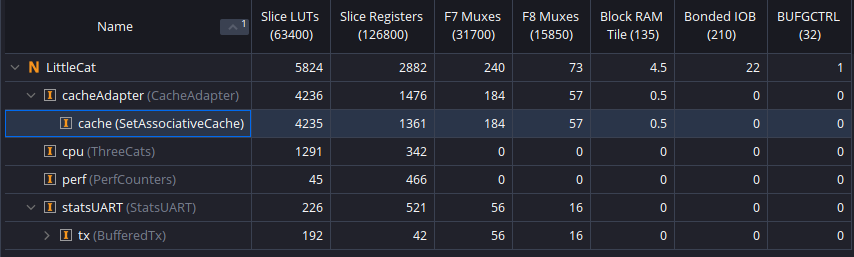 Name 1 Slice LUTs (63400) Slice Registers (126800) F7 Muxes (31700) F8 Muxes (15850) Block RAM Tile (135) Bonded IOB (210) BUFGCTRL (32)
N LittleCat 5824 2882 240 73 4.5 22 1
I cacheAdapter (CacheAdapter) 4236 1476 184 57 0.5 0 0
I cache (SetAssociativeCache) 4235 1361 184 57 0.5 0 0
I cpu (ThreeCats) 1291 342 0 0 0 0 0
I perf (PerfCounters) 45 466 0 0 0 0 0
I statsUART (StatsUART) 226 521 56 16 0 0 0
I tx (BufferedTx) 192 42 56 16 0 0 0